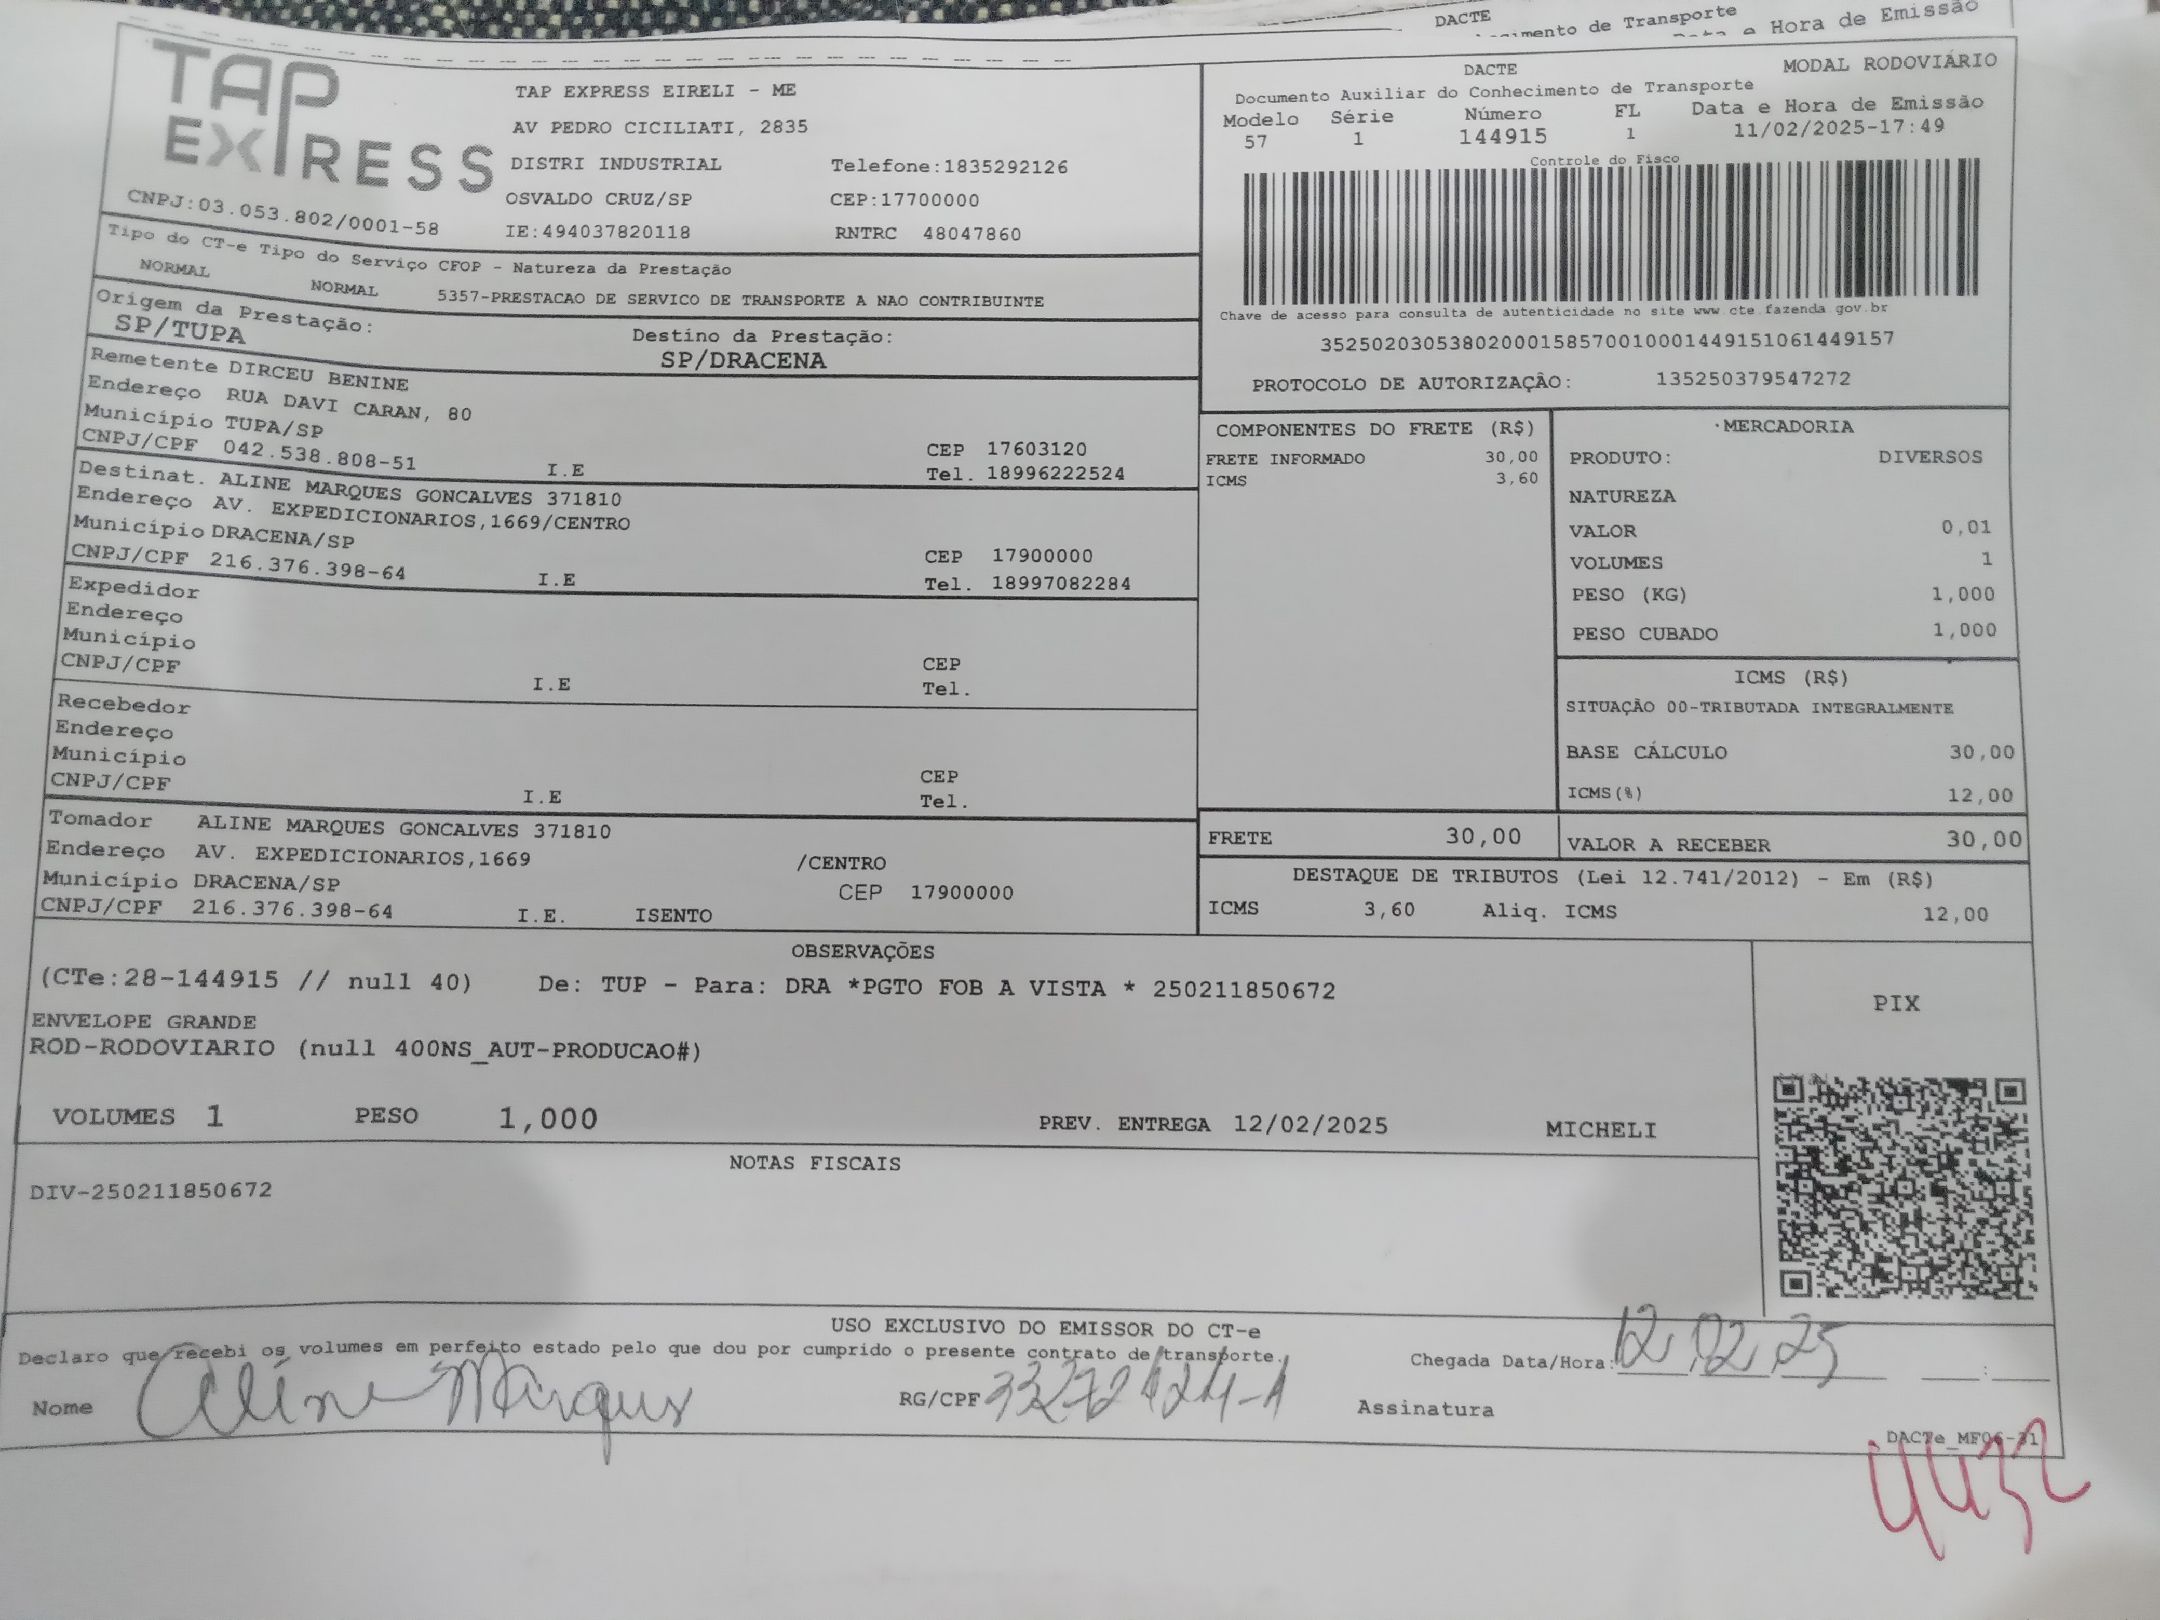 DACTE
mento de Transporte
e Hora de Emissão
TAP
EXPRESS
CNPJ:03.053.802/0001-58
TAP EXPRESS EIRELI - ME
AV PEDRO CICILIATI, 2835
DISTRI INDUSTRIAL Telefone:1835292126
OSVALDO CRUZ/SP CEP:17700000
IE:494037820118 RNTRC 48047860
DACTE MODAL RODOVIÁRIO
Documento Auxiliar do Conhecimento de Transporte
Modelo Série Número FL Data e Hora de Emissão
57 1 144915 1 11/02/2025-17:49
Controle do Fisco
Chave de acesso para consulta de autenticidade no site www.cte.fazenda.gov.br
35250203053802000158570010001449151061449157
PROTOCOLO DE AUTORIZAÇÃO: 135250379547272
Tipo do CT-e Tipo do Serviço CFOP - Natureza da Prestação
NORMAL NORMAL 5357-PRESTACAO DE SERVICO DE TRANSPORTE A NAO CONTRIBUINTE
Origem da Prestação: Destino da Prestação:
SP/TUPA SP/DRACENA
Remetente DIRCEU BENINE
Endereço RUA DAVI CARAN, 80
Município TUPA/SP CEP 17603120
CNPJ/CPF 042.538.808-51 I.E Tel. 18996222524
Destinat. ALINE MARQUES GONCALVES 371810
Endereço AV. EXPEDICIONARIOS,1669/CENTRO
Município DRACENA/SP CEP 17900000
CNPJ/CPF 216.376.398-64 I.E Tel. 18997082284
Expedidor
Endereço
Município CEP
CNPJ/CPF I.E Tel.
Recebedor
Endereço
Município CEP
CNPJ/CPF I.E Tel.
Tomador ALINE MARQUES GONCALVES 371810
Endereço AV. EXPEDICIONARIOS,1669 /CENTRO
Município DRACENA/SP CEP 17900000
CNPJ/CPF 216.376.398-64 I.E. ISENTO
COMPONENTES DO FRETE (R$)
FRETE INFORMADO 30,00
ICMS 3,60
MERCADORIA
PRODUTO: DIVERSOS
NATUREZA
VALOR 0,01
VOLUMES 1
PESO (KG) 1,000
PESO CUBADO 1,000
ICMS (R$)
SITUAÇÃO 00-TRIBUTADA INTEGRALMENTE
BASE CÁLCULO 30,00
ICMS(%) 12,00
FRETE 30,00 VALOR A RECEBER 30,00
DESTAQUE DE TRIBUTOS (Lei 12.741/2012) - Em (R$)
ICMS 3,60 Aliq. ICMS 12,00
OBSERVAÇÕES
(CTe:28-144915 // null 40) De: TUP - Para: DRA *PGTO FOB A VISTA * 250211850672
ENVELOPE GRANDE
ROD-RODOVIARIO (null 400NS_AUT-PRODUCAO#)
VOLUMES 1 PESO 1,000 PREV. ENTREGA 12/02/2025 MICHELI
PIX
NOTAS FISCAIS
DIV-250211850672
USO EXCLUSIVO DO EMISSOR DO CT-e
Declaro que recebi os volumes em perfeito estado pelo que dou por cumprido o presente contrato de transporte. Chegada Data/Hora: 12 02 25 :
Nome Aline Marques RG/CPF Assinatura
DACTe_MF06-31